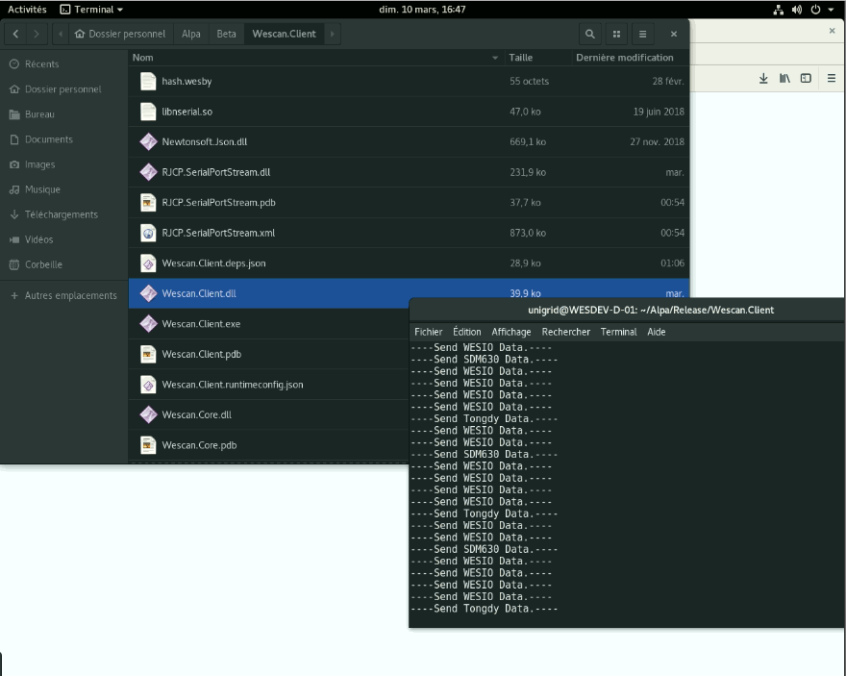 Activités Terminal dim. 10 mars, 16:47
Dossier personnel Alpa Beta Wescan.Client
Nom Taille Dernière modification
Récents
Dossier personnel
Bureau
Documents
Images
Musique
Téléchargements
Vidéos
Corbeille
+ Autres emplacements
hash.wesby 55 octets 28 févr.
libnserial.so 47,0 ko 19 juin 2018
Newtonsoft.Json.dll 669,1 ko 27 nov. 2018
RJCP.SerialPortStream.dll 231,9 ko mar.
RJCP.SerialPortStream.pdb 37,7 ko 00:54
RJCP.SerialPortStream.xml 873,0 ko 00:54
Wescan.Client.deps.json 28,9 ko 01:06
Wescan.Client.dll 39,9 ko mar.
Wescan.Client.exe
Wescan.Client.pdb
Wescan.Client.runtimeconfig.json
Wescan.Core.dll
Wescan.Core.pdb
unigrid@WESDEV-D-01: ~/Alpa/Release/Wescan.Client
Fichier Édition Affichage Rechercher Terminal Aide
----Send WESIO Data.----
----Send SDM630 Data.----
----Send WESIO Data.----
----Send WESIO Data.----
----Send WESIO Data.----
----Send WESIO Data.----
----Send Tongdy Data.----
----Send WESIO Data.----
----Send WESIO Data.----
----Send SDM630 Data.----
----Send WESIO Data.----
----Send WESIO Data.----
----Send WESIO Data.----
----Send WESIO Data.----
----Send Tongdy Data.----
----Send WESIO Data.----
----Send WESIO Data.----
----Send SDM630 Data.----
----Send WESIO Data.----
----Send WESIO Data.----
----Send WESIO Data.----
----Send WESIO Data.----
----Send Tongdy Data.----